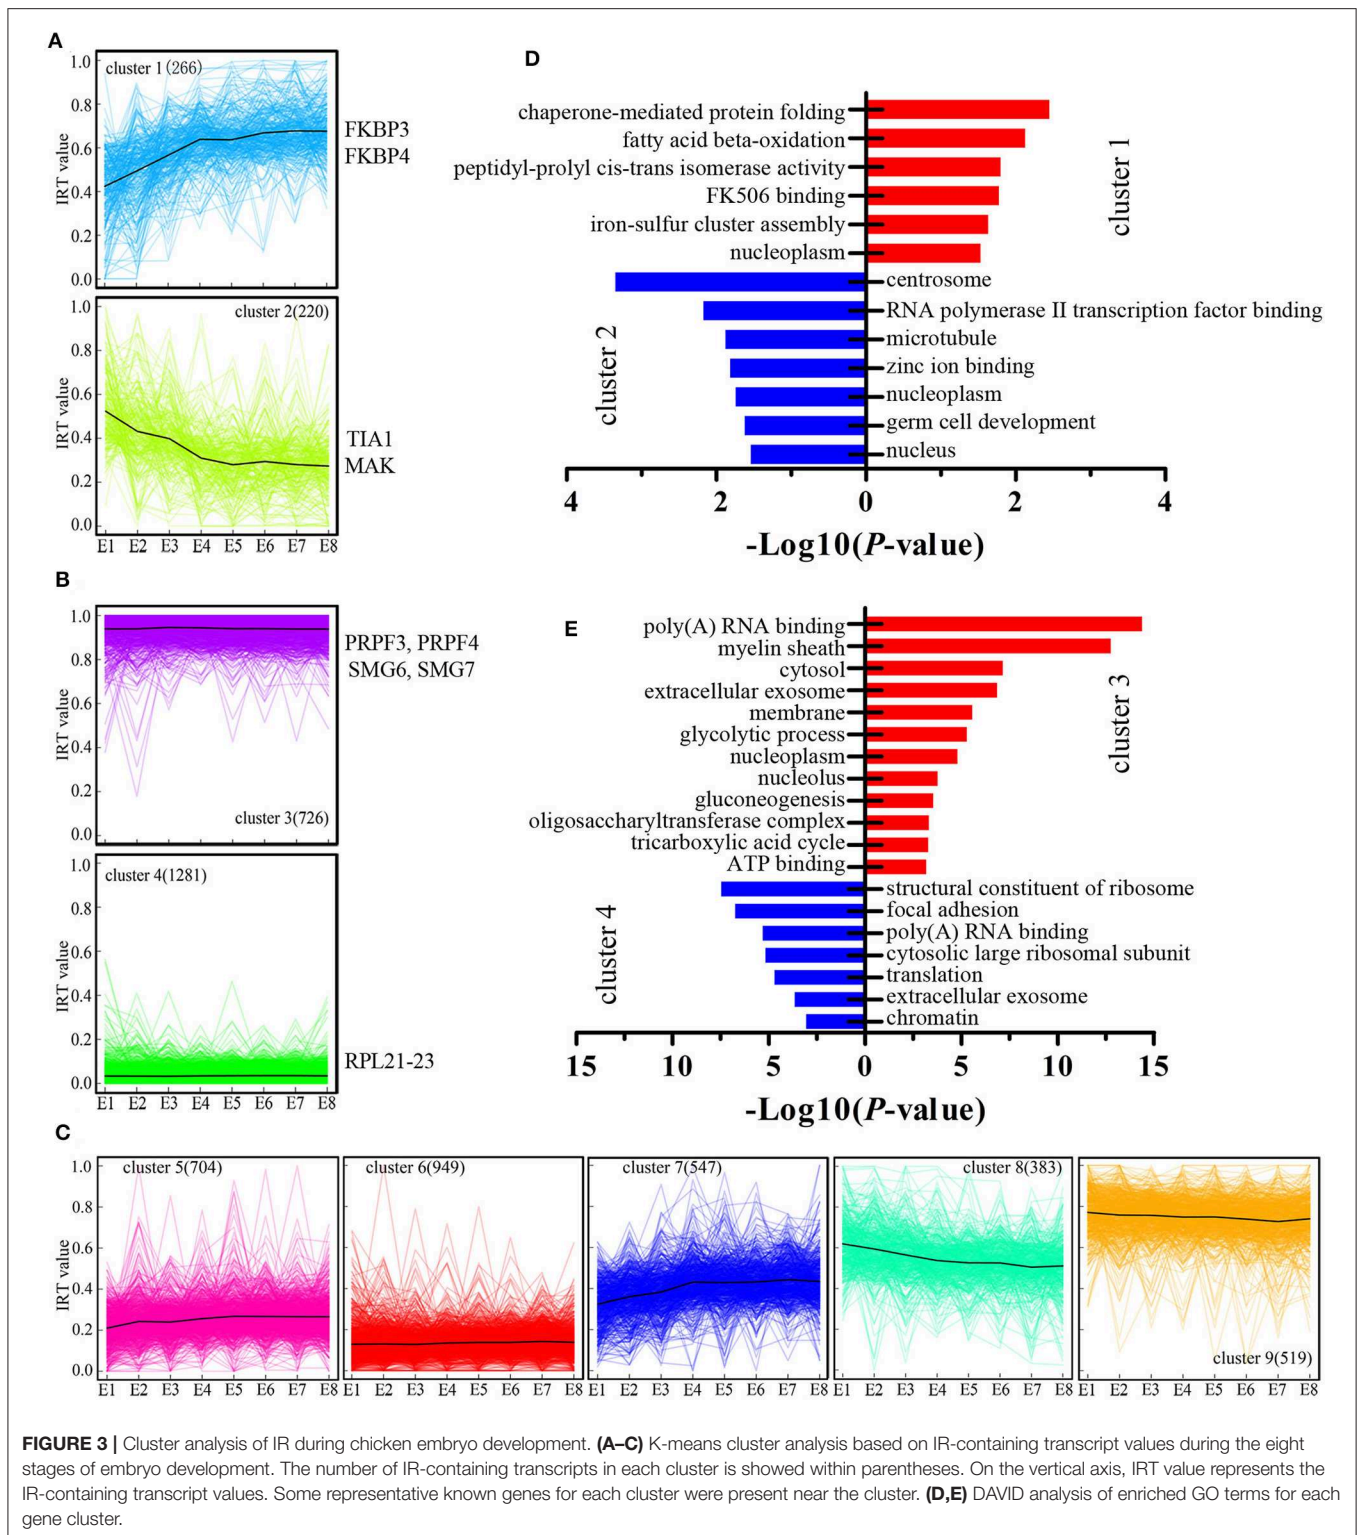 A
cluster 1(266)
1.0
0.8
0.6
0.4
0.2
0.0
IRT value
FKBP3
FKBP4
cluster 2(220)
1.0
0.8
0.6
0.4
0.2
0.0
IRT value
TIA1
MAK
E1 E2 E3 E4 E5 E6 E7 E8
B
1.0
0.8
0.6
0.4
0.2
0.0
IRT value
PRPF3, PRPF4
SMG6, SMG7
cluster 3(726)
cluster 4(1281)
1.0
0.8
0.6
0.4
0.2
0.0
IRT value
RPL21-23
E1 E2 E3 E4 E5 E6 E7 E8
D
chaperone-mediated protein folding
fatty acid beta-oxidation
peptidyl-prolyl cis-trans isomerase activity
FK506 binding
iron-sulfur cluster assembly
nucleoplasm
cluster 1
centrosome
RNA polymerase II transcription factor binding
microtubule
zinc ion binding
nucleoplasm
germ cell development
nucleus
cluster 2
4 2 0 2 4
-Log10(P-value)
E
poly(A) RNA binding
myelin sheath
cytosol
extracellular exosome
membrane
glycolytic process
nucleoplasm
nucleolus
gluconeogenesis
oligosaccharyltransferase complex
tricarboxylic acid cycle
ATP binding
cluster 3
structural constituent of ribosome
focal adhesion
poly(A) RNA binding
cytosolic large ribosomal subunit
translation
extracellular exosome
chromatin
cluster 4
15 10 5 0 5 10 15
-Log10(P-value)
C
1.0
0.8
0.6
0.4
0.2
0.0
IRT value
cluster 5(704)
E1 E2 E3 E4 E5 E6 E7 E8
cluster 6(949)
E1 E2 E3 E4 E5 E6 E7 E8
cluster 7(547)
E1 E2 E3 E4 E5 E6 E7 E8
cluster 8(383)
E1 E2 E3 E4 E5 E6 E7 E8
cluster 9(519)
E1 E2 E3 E4 E5 E6 E7 E8
FIGURE 3 | Cluster analysis of IR during chicken embryo development. (A–C) K-means cluster analysis based on IR-containing transcript values during the eight
stages of embryo development. The number of IR-containing transcripts in each cluster is showed within parentheses. On the vertical axis, IRT value represents the
IR-containing transcript values. Some representative known genes for each cluster were present near the cluster. (D,E) DAVID analysis of enriched GO terms for each
gene cluster.